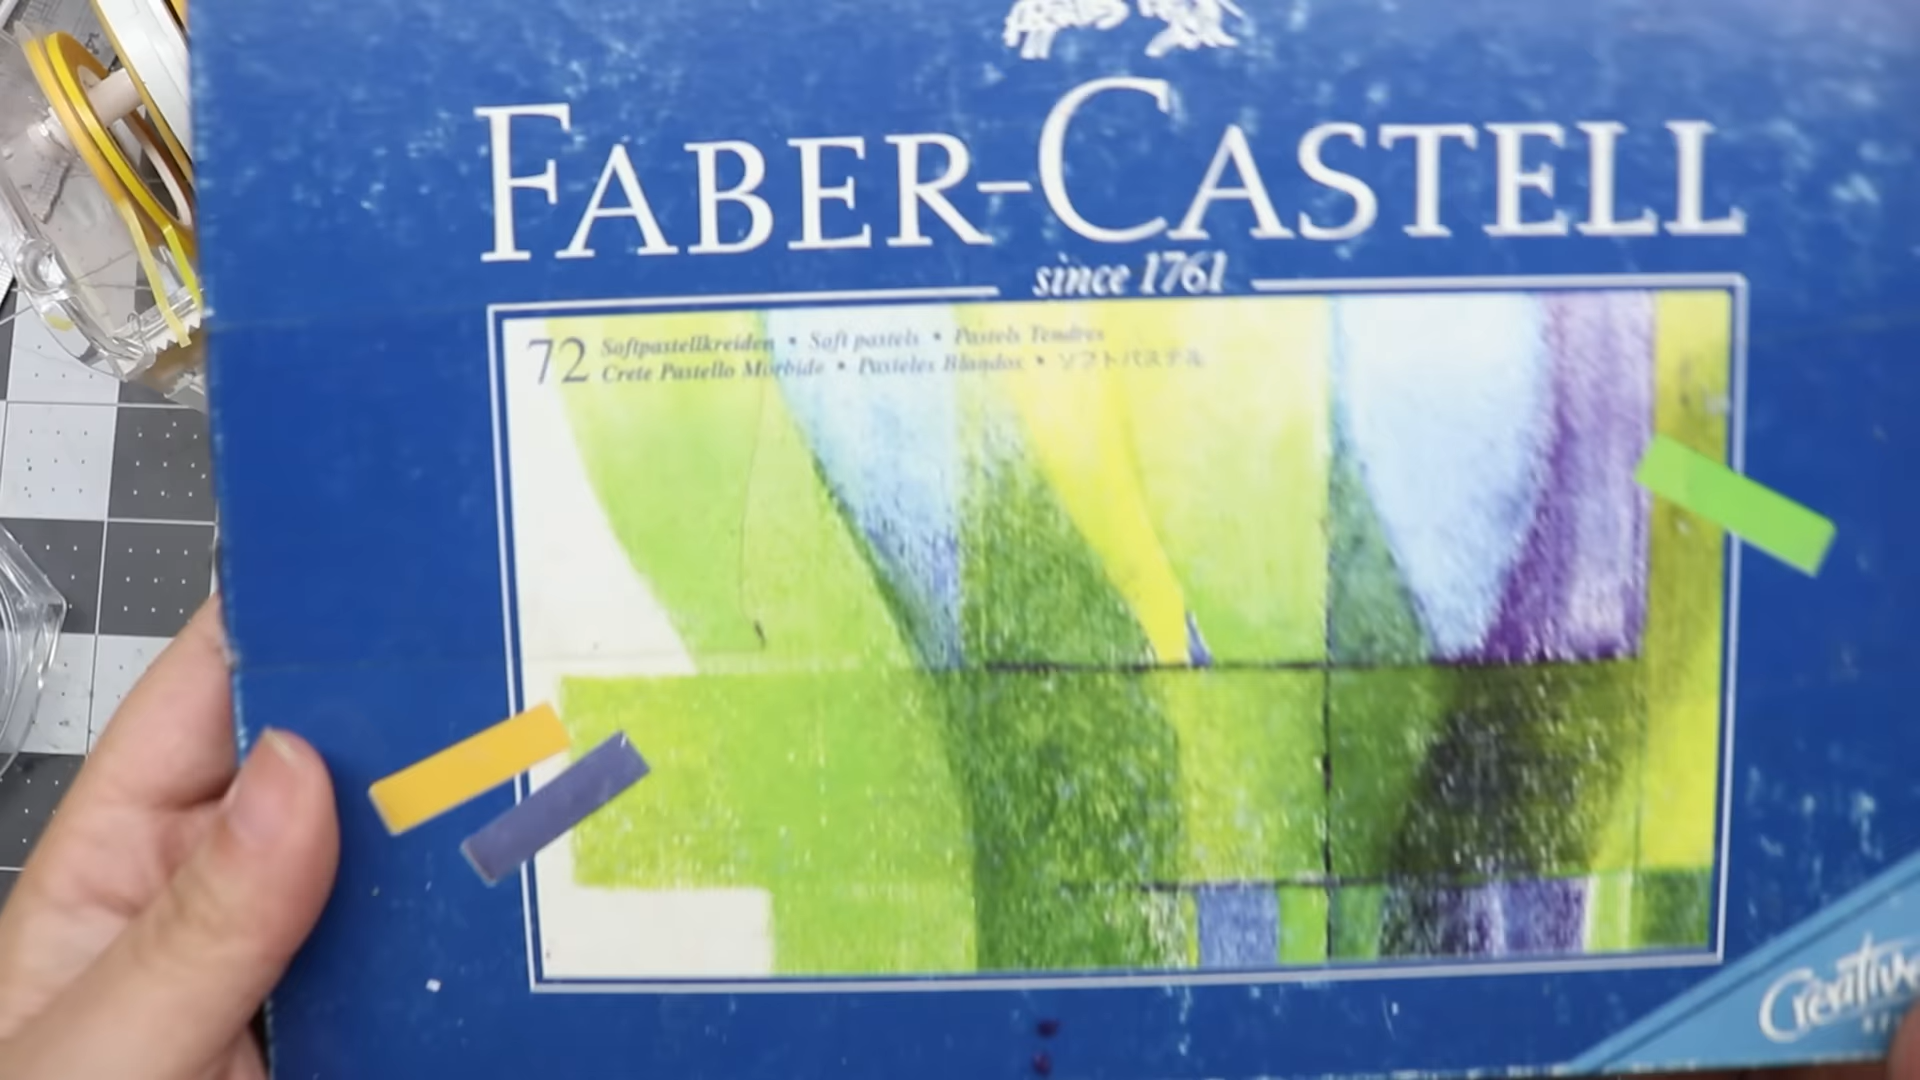 FABER-CASTELL
since 1761
72 Softpastellkreiden • Soft pastels • Pastels Tendres
Crete Pastello Morbide • Pasteles Blandos • ソフトパステル
Creative